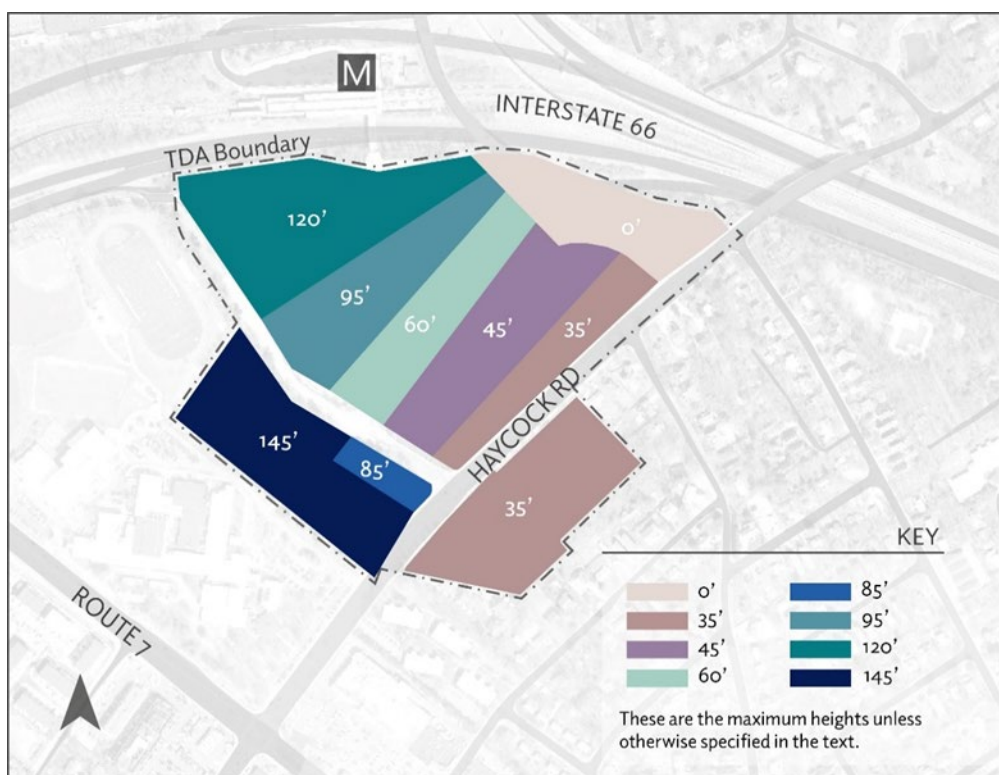 M
INTERSTATE 66
TDA Boundary
120'
0'
95'
60'
45'
35'
HAYCOCK RD
145'
85'
35'
ROUTE 7
KEY
0'
35'
45'
60'
85'
95'
120'
145'
These are the maximum heights unless
otherwise specified in the text.